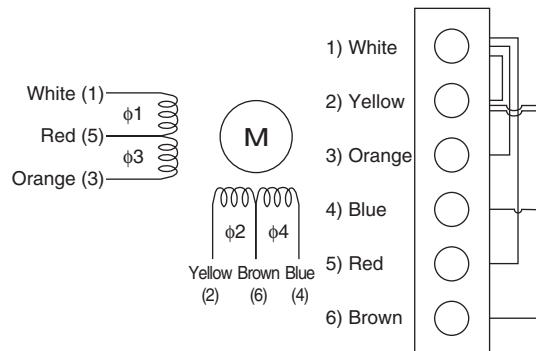 White (1)
ϕ1
Red (5)
ϕ3
Orange (3)
M
ϕ2 ϕ4
Yellow Brown Blue
(2) (6) (4)
1) White
2) Yellow
3) Orange
4) Blue
5) Red
6) Brown